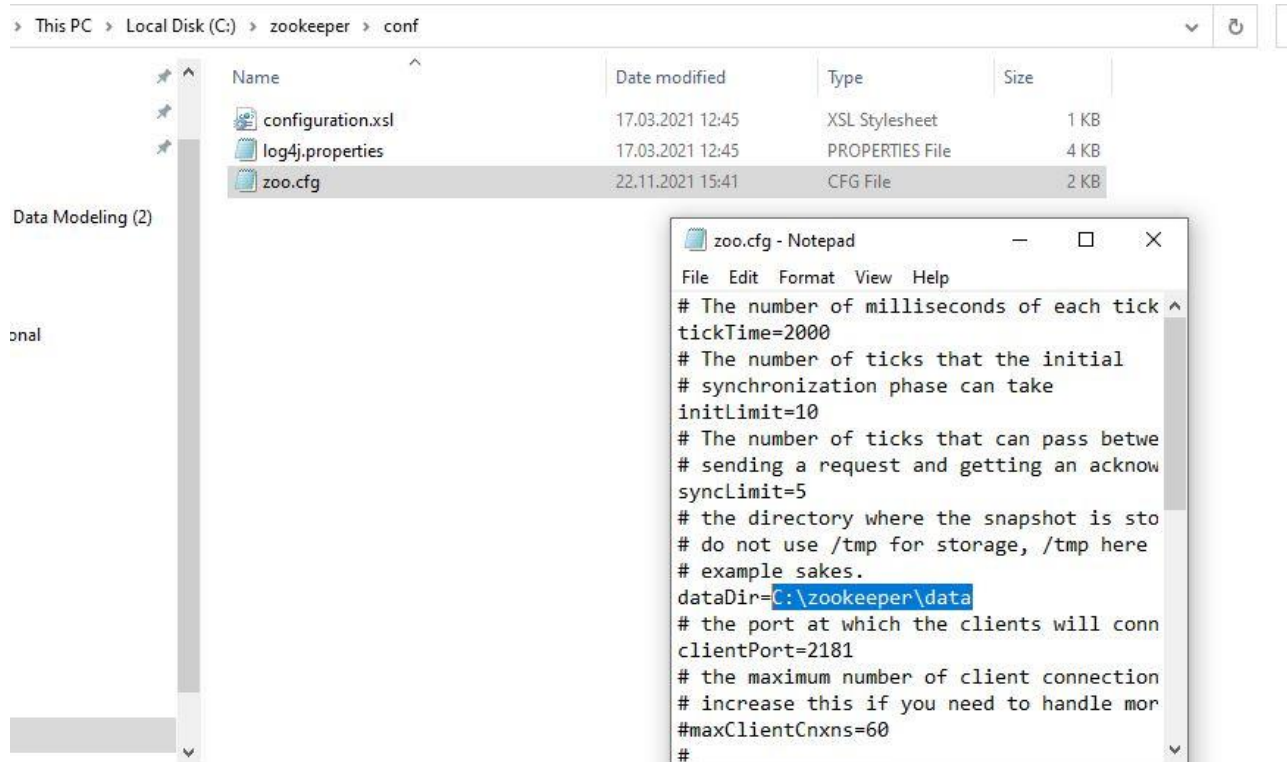 > This PC > Local Disk (C:) > zookeeper > conf
Name Date modified Type Size
configuration.xsl 17.03.2021 12:45 XSL Stylesheet 1 KB
log4j.properties 17.03.2021 12:45 PROPERTIES File 4 KB
zoo.cfg 22.11.2021 15:41 CFG File 2 KB
Data Modeling (2)
onal
zoo.cfg - Notepad
File Edit Format View Help
# The number of milliseconds of each tick
tickTime=2000
# The number of ticks that the initial
# synchronization phase can take
initLimit=10
# The number of ticks that can pass betwe
# sending a request and getting an acknow
syncLimit=5
# the directory where the snapshot is sto
# do not use /tmp for storage, /tmp here
# example sakes.
dataDir=C:\zookeeper\data
# the port at which the clients will conn
clientPort=2181
# the maximum number of client connection
# increase this if you need to handle mor
#maxClientCnxns=60
#